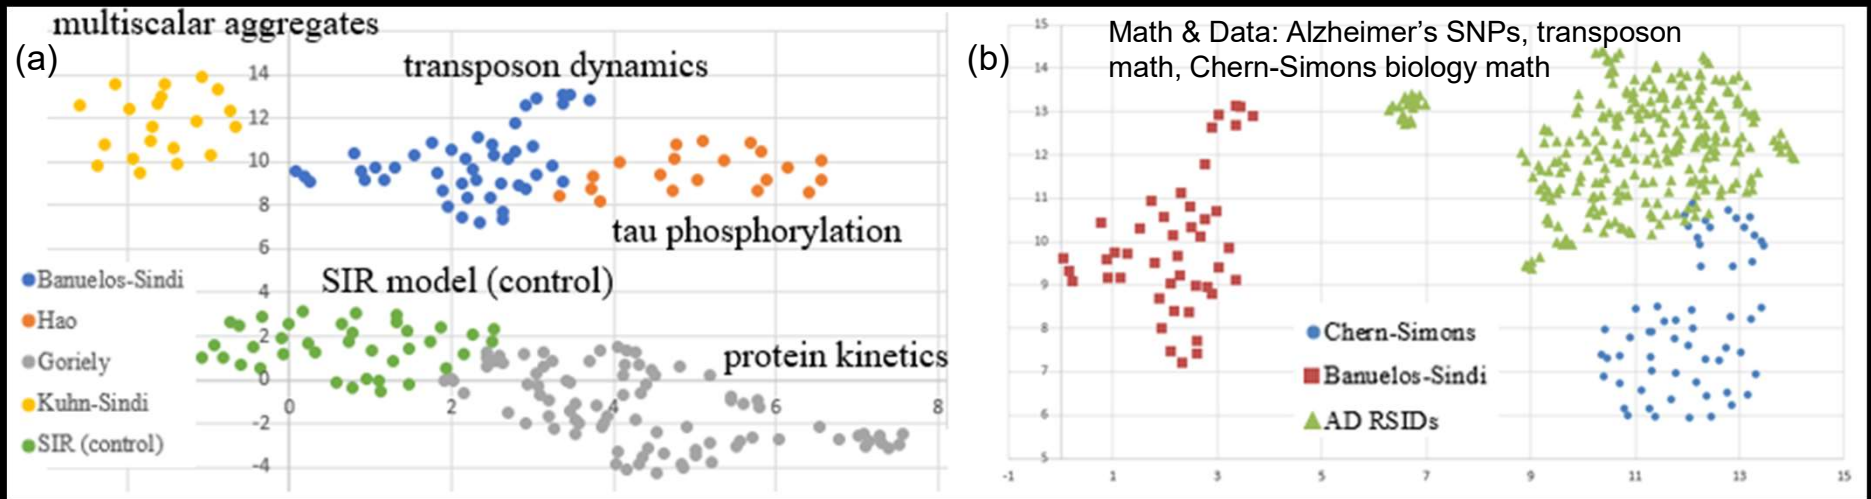 multiscalar aggregates
(a)
transposon dynamics
14
12
10
8
6
4
2
0
-2
-4
0
2
4
6
8
tau phosphorylation
SIR model (control)
protein kinetics
Banuelos-Sindi
Hao
Goriely
Kuhn-Sindi
SIR (control)
(b)
Math & Data: Alzheimer’s SNPs, transposon
math, Chern-Simons biology math
15
14
13
12
11
10
9
8
7
6
5
-1
1
3
5
7
9
11
13
15
Chern-Simons
Banuelos-Sindi
AD RSIDs